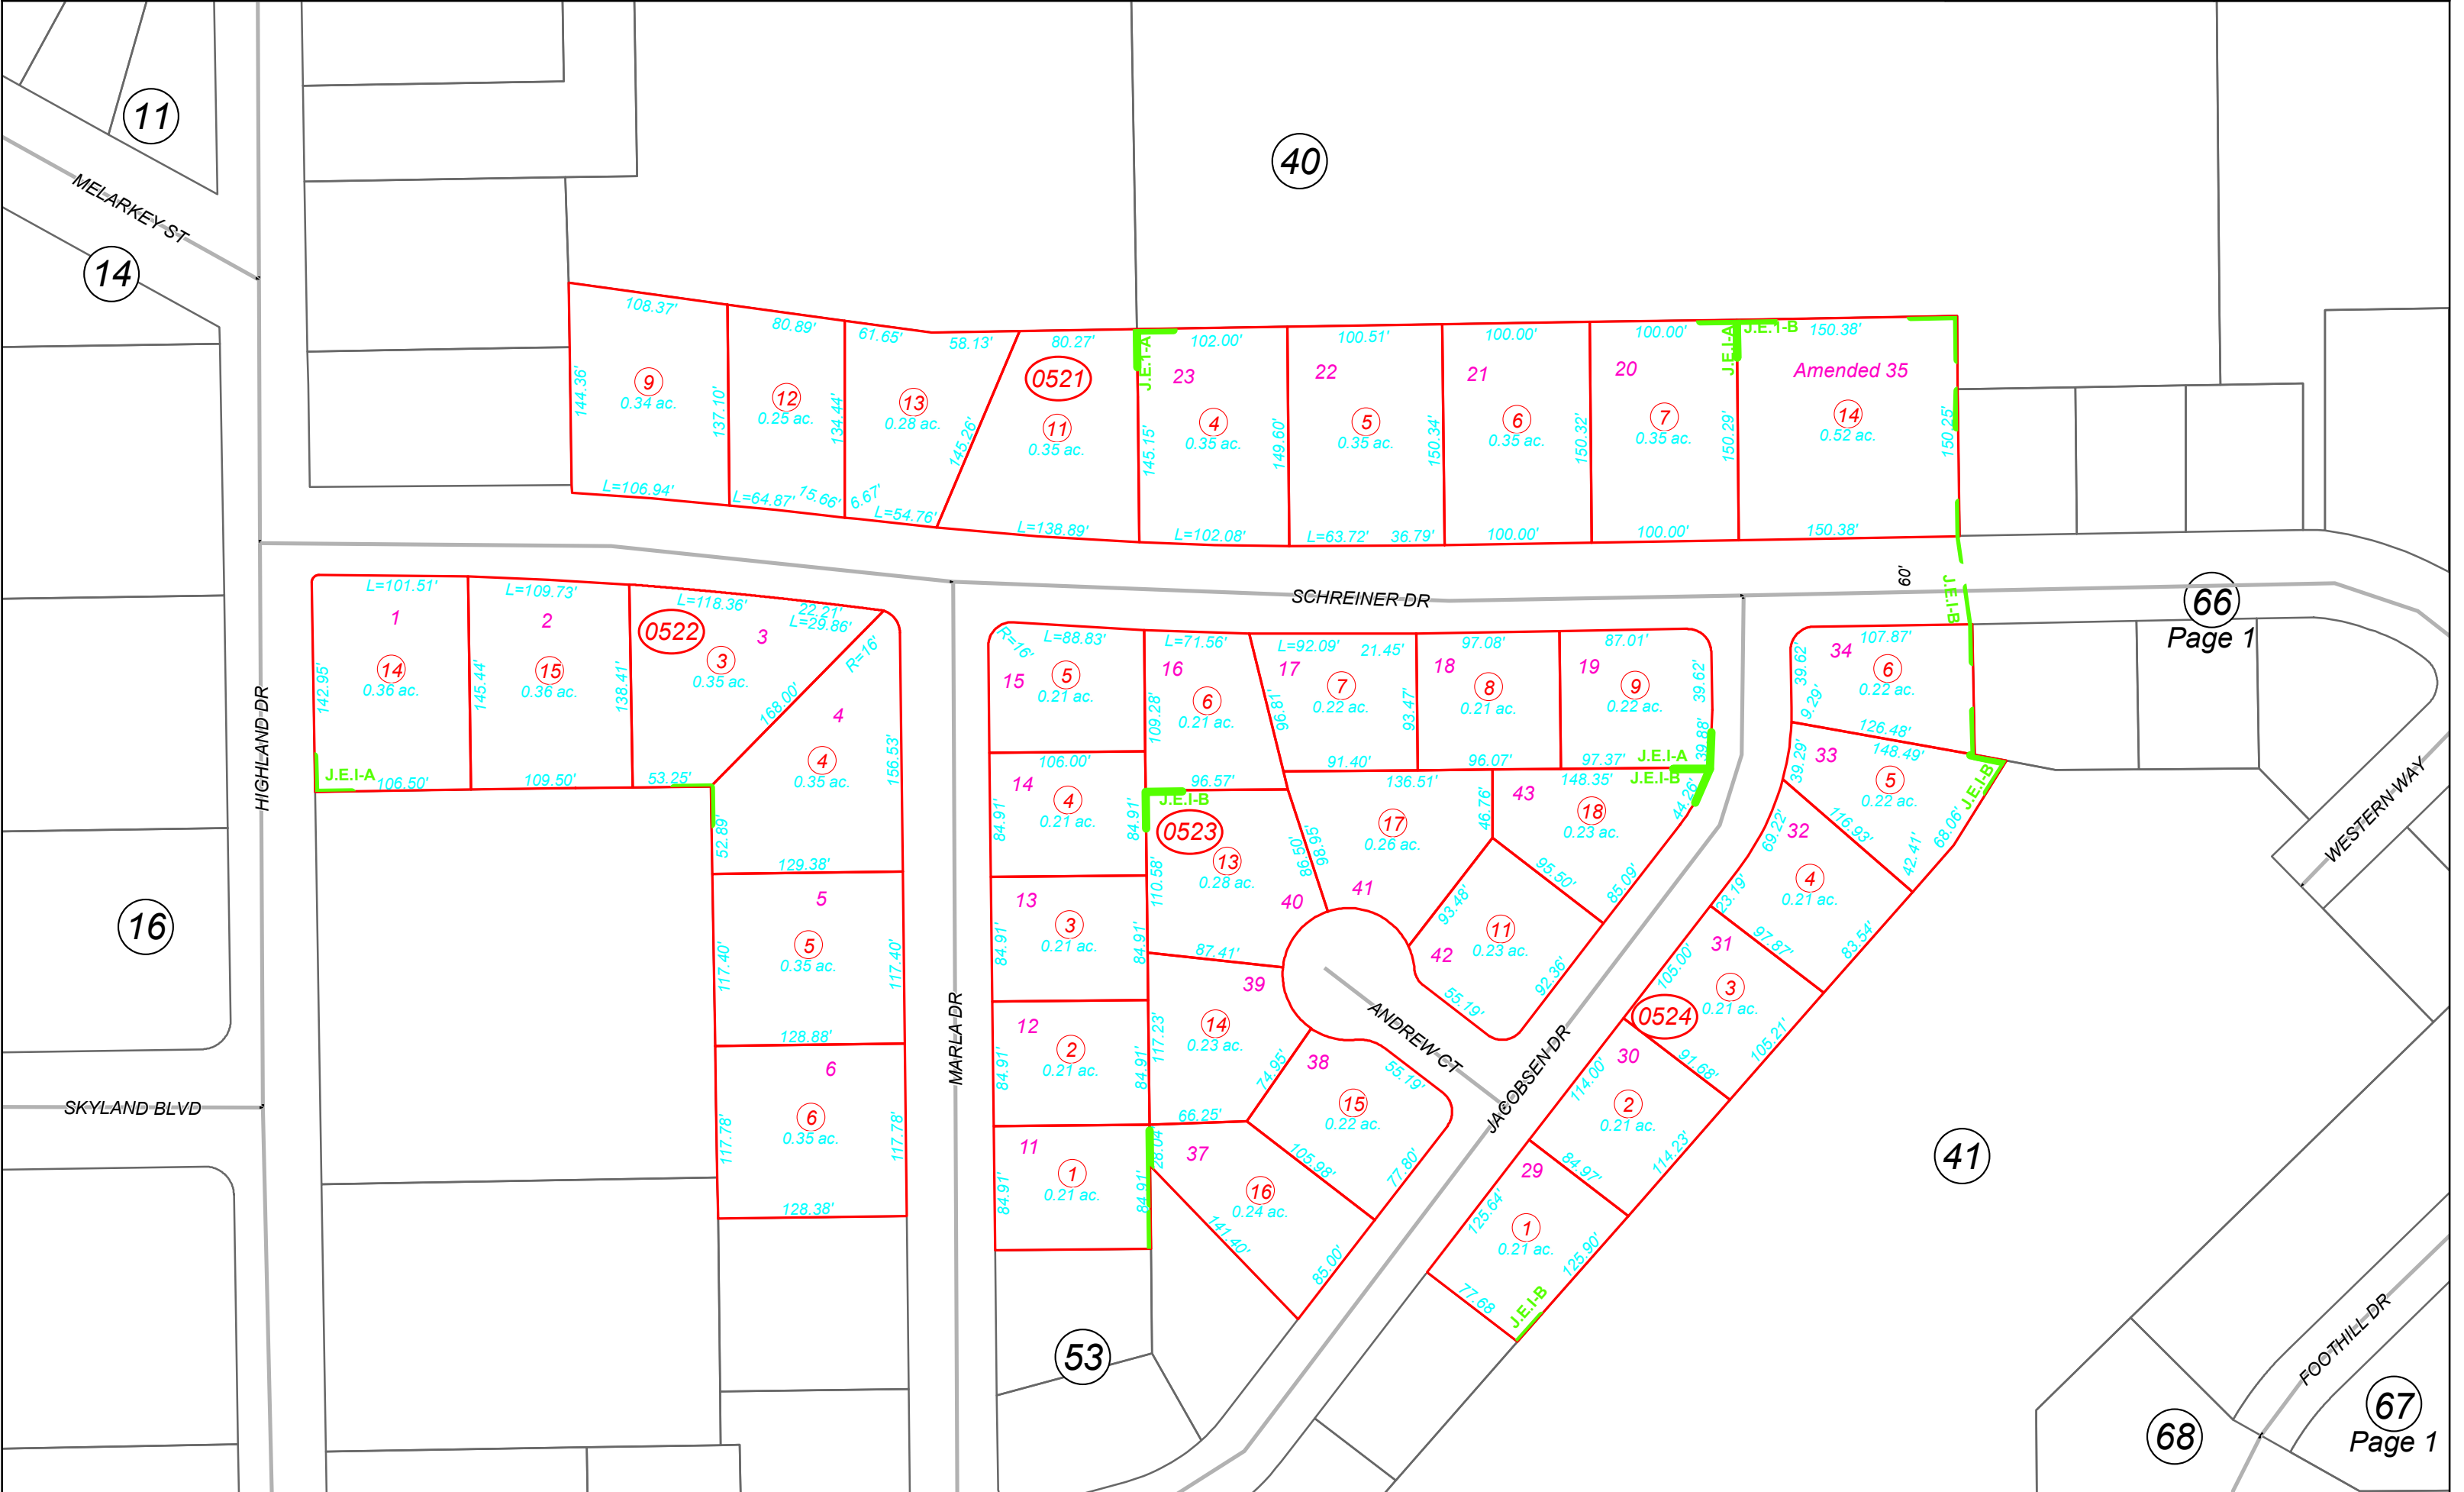 11
MELARKEY ST
14
40
108.37'
80.89'
61.65'
58.13'
80.27'
102.00'
100.51'
100.00'
100.00'
J.E.1-B
150.38'
J.E.1-A
J.E.I-A
144.36'
9
0.34 ac.
137.10'
12
0.25 ac.
134.44'
13
0.28 ac.
145.26'
0521
11
0.35 ac.
145.15'
23
4
0.35 ac.
149.60'
22
5
0.35 ac.
150.34'
21
6
0.35 ac.
150.32'
20
7
0.35 ac.
150.29'
Amended 35
14
0.52 ac.
150.25'
L=106.94'
L=64.87'
15.66'
6.67'
L=54.76'
L=138.89'
L=102.08'
L=63.72'
36.79'
100.00'
100.00'
150.38'
SCHREINER DR
60'
J.E.I-B
66
Page 1
HIGHLAND DR
L=101.51'
1
14
0.36 ac.
142.95'
J.E.I-A
106.50'
L=109.73'
2
15
0.36 ac.
145.44'
109.50'
L=118.36'
22.21'
L=29.86'
0522
3
3
0.35 ac.
138.41'
168.00'
53.25'
R=16'
4
4
0.35 ac.
156.53'
52.89'
129.38'
5
5
0.35 ac.
117.40'
117.40'
128.88'
6
6
0.35 ac.
117.78'
117.78'
128.38'
16
SKYLAND BLVD
MARLA DR
R=16'
L=88.83'
15
5
0.21 ac.
106.00'
14
4
0.21 ac.
84.91'
84.91'
13
3
0.21 ac.
84.91'
84.91'
12
2
0.21 ac.
84.91'
84.91'
11
1
0.21 ac.
84.91'
84.91'
L=71.56'
16
6
0.21 ac.
109.28'
96.57'
L=92.09'
21.45'
17
7
0.22 ac.
96.81'
93.47'
91.40'
97.08'
18
8
0.21 ac.
96.07'
87.01'
19
9
0.22 ac.
39.62'
39.88'
97.37'
J.E.I-A
J.E.I-B
J.E.I-B
0523
13
0.28 ac.
110.58'
86.50'
40
87.41'
136.51'
17
0.26 ac.
98.95'
46.76'
41
93.48'
148.35'
43
18
0.23 ac.
44.26'
95.50'
85.09'
42
11
0.23 ac.
55.19'
92.36'
39
14
0.23 ac.
117.23'
74.95'
66.25'
ANDREW CT
38
15
0.22 ac.
55.19'
105.98'
77.80'
28.04'
37
16
0.24 ac.
141.40'
85.00'
JACOBSEN DR
107.87'
34
6
0.22 ac.
39.62'
9.29'
126.48'
148.49'
33
5
0.22 ac.
39.29'
116.93'
42.41'
68.06'
J.E.I-B
32
4
0.21 ac.
69.22'
23.19'
97.87'
83.54'
31
3
0.21 ac.
105.00'
0524
91.68'
105.21'
30
2
0.21 ac.
114.00'
84.97'
114.23'
29
1
0.21 ac.
125.64'
125.90'
77.68
J.E.I-B
WESTERN WAY
41
53
FOOTHILL DR
68
67
Page 1